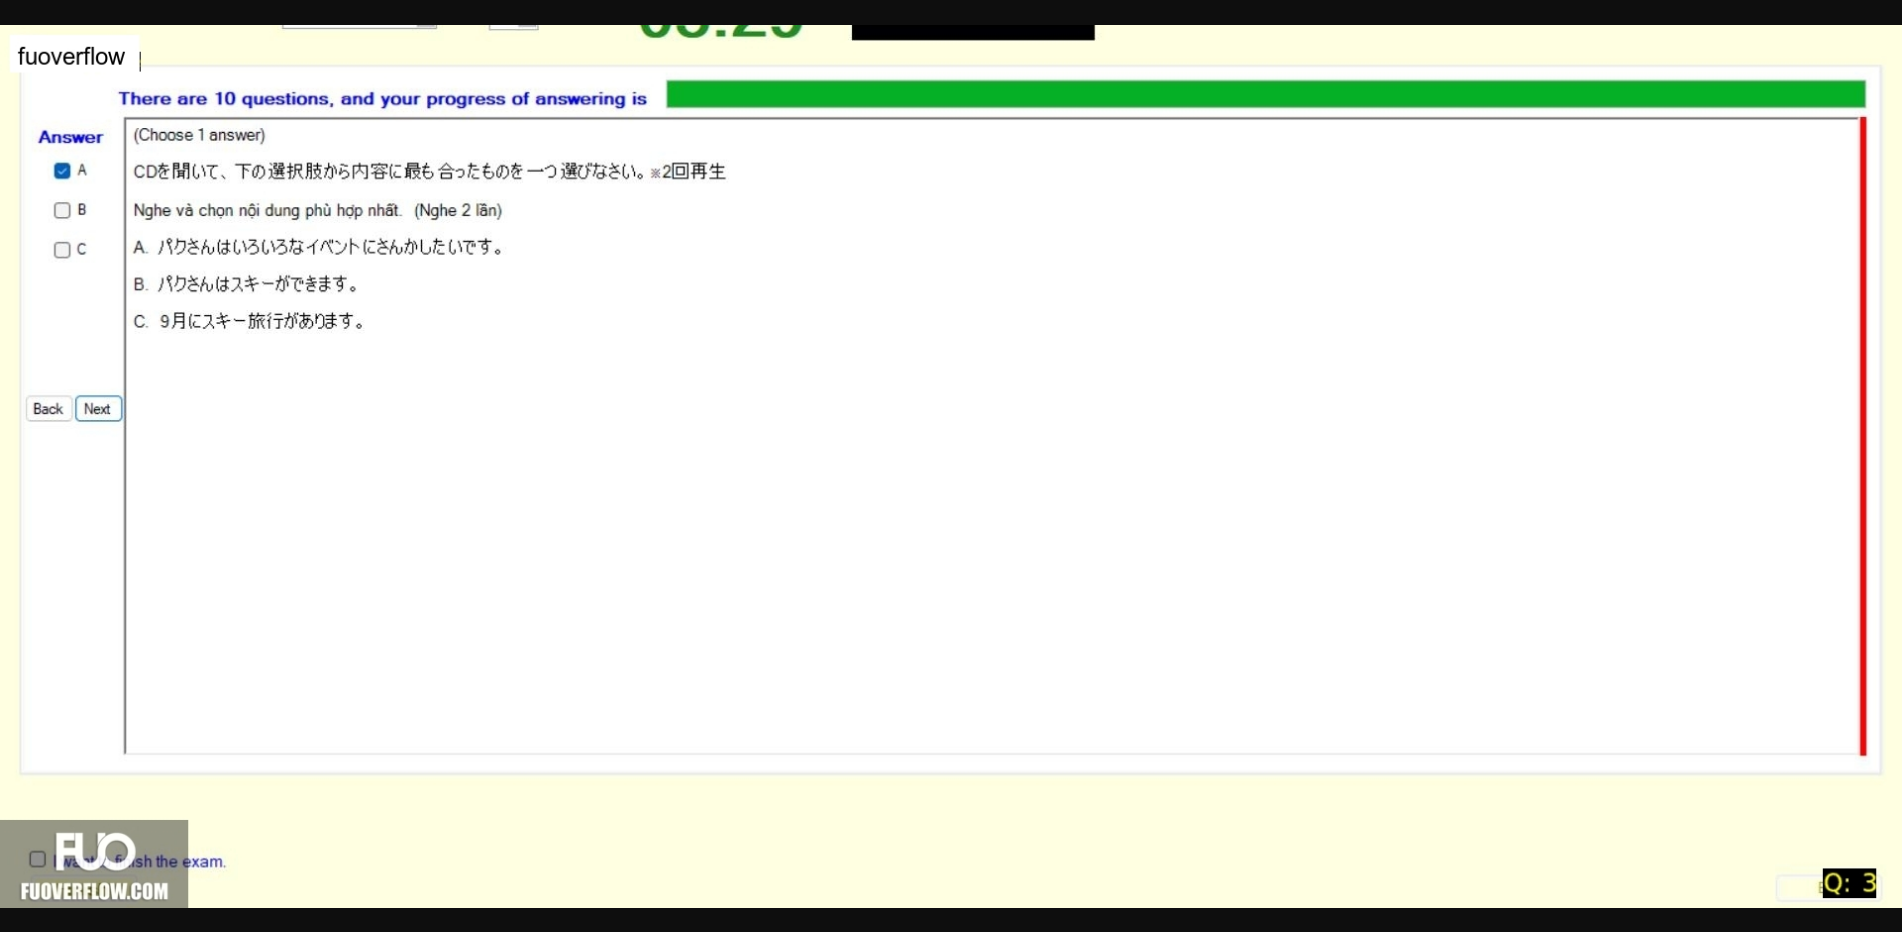 fuoverflow
There are 10 questions, and your progress of answering is
Answer
(Choose 1 answer)
A
CDを聞いて、下の選択肢から内容に最も合ったものを一つ選びなさい。※2回再生
B
Nghe và chọn nội dung phù hợp nhất. (Nghe 2 lần)
C
A. パクさんはいろいろなイベントにさんかしたいです。
B. パクさんはスキーができます。
C. 9月にスキー旅行があります。
Back
Next
FUO
finish the exam.
FUOVERFLOW.COM
Q: 3